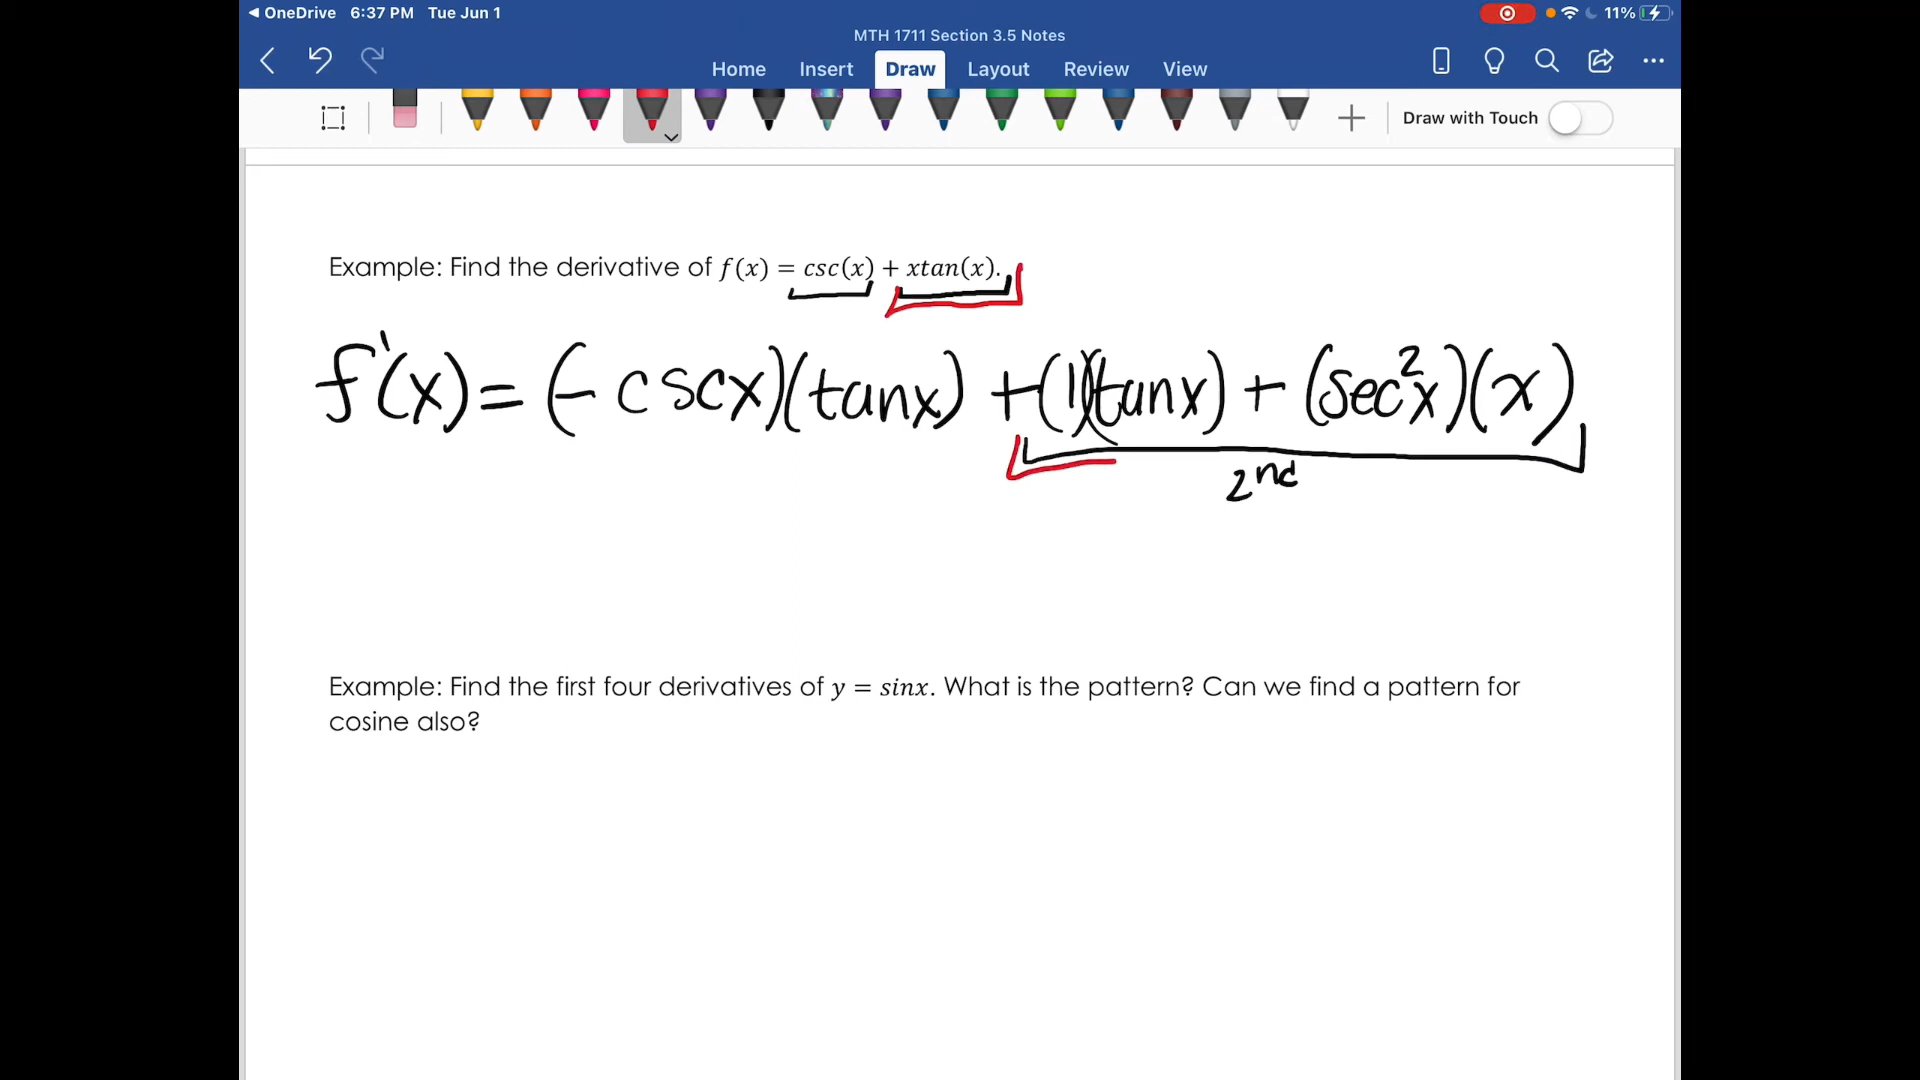 OneDrive 6:37 PM Tue Jun 1 11%
MTH 1711 Section 3.5 Notes
Home Insert Draw Layout Review View
Draw with Touch
Example: Find the derivative of f(x) = csc(x) + xtan(x).
f'(x) = (-cscx)(tanx) + (1)(tanx) + (sec²x)(x)
2nd
Example: Find the first four derivatives of y = sinx. What is the pattern? Can we find a pattern for
cosine also?